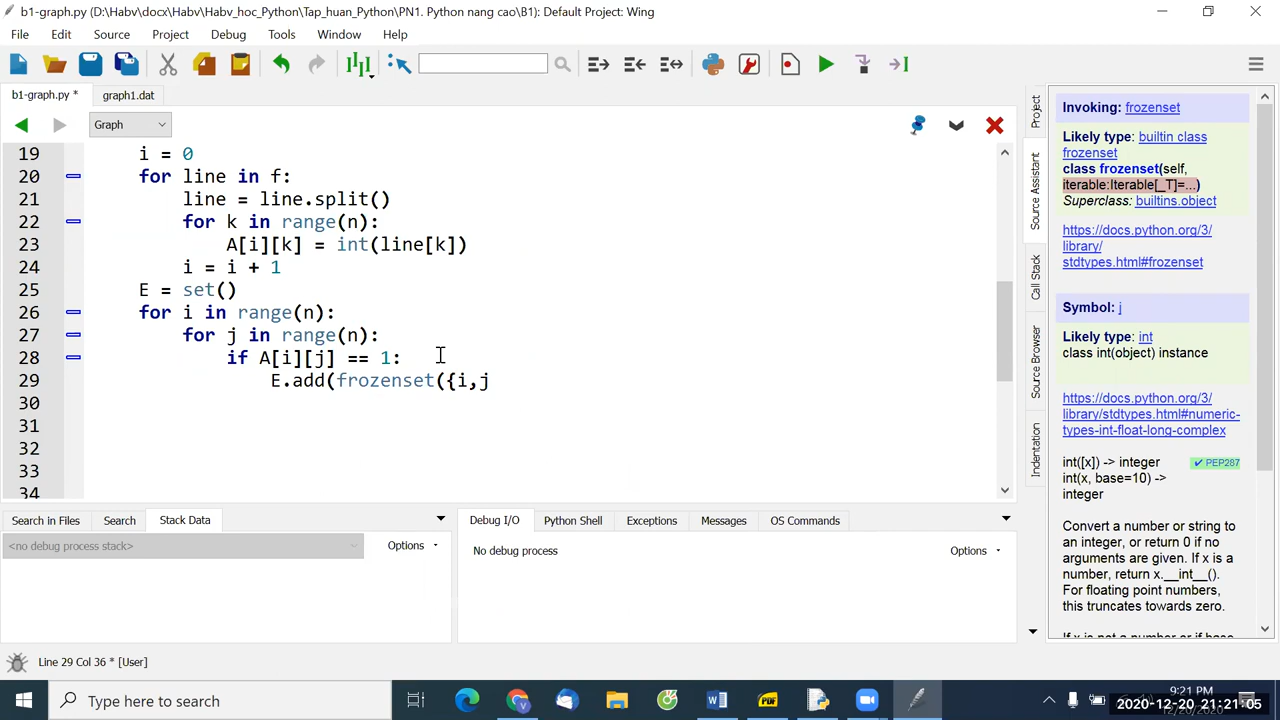 b1-graph.py (D:\Habv\docx\Habv\Habv_hoc_Python\Tap_huan_Python\PN1. Python nang cao\B1): Default Project: Wing
File Edit Source Project Debug Tools Window Help
b1-graph.py * graph1.dat
Graph
19 i = 0
20 for line in f:
21 line = line.split()
22 for k in range(n):
23 A[i][k] = int(line[k])
24 i = i + 1
25 E = set()
26 for i in range(n):
27 for j in range(n):
28 if A[i][j] == 1:
29 E.add(frozenset({i,j
30
31
32
33
34
Project
Source Assistant
Call Stack
Source Browser
Indentation
Invoking: frozenset
Likely type: builtin class
frozenset
class frozenset(self,
iterable:Iterable[_T]=...)
Superclass: builtins.object
https://docs.python.org/3/
library/
stdtypes.html#frozenset
Symbol: j
Likely type: int
class int(object) instance
https://docs.python.org/3/
library/stdtypes.html#numeric-
types-int-float-long-complex
int([x]) -> integer ✔ PEP287
int(x, base=10) ->
integer
Convert a number or string to
an integer, or return 0 if no
arguments are given. If x is a
number, return x.__int__().
For floating point numbers,
this truncates towards zero.
If x is not a number or if base
Search in Files Search Stack Data
<no debug process stack> Options
Debug I/O Python Shell Exceptions Messages OS Commands
No debug process Options
Line 29 Col 36 * [User]
Type here to search
9:21 PM
12/20/2020
2020-12-20 21:21:05